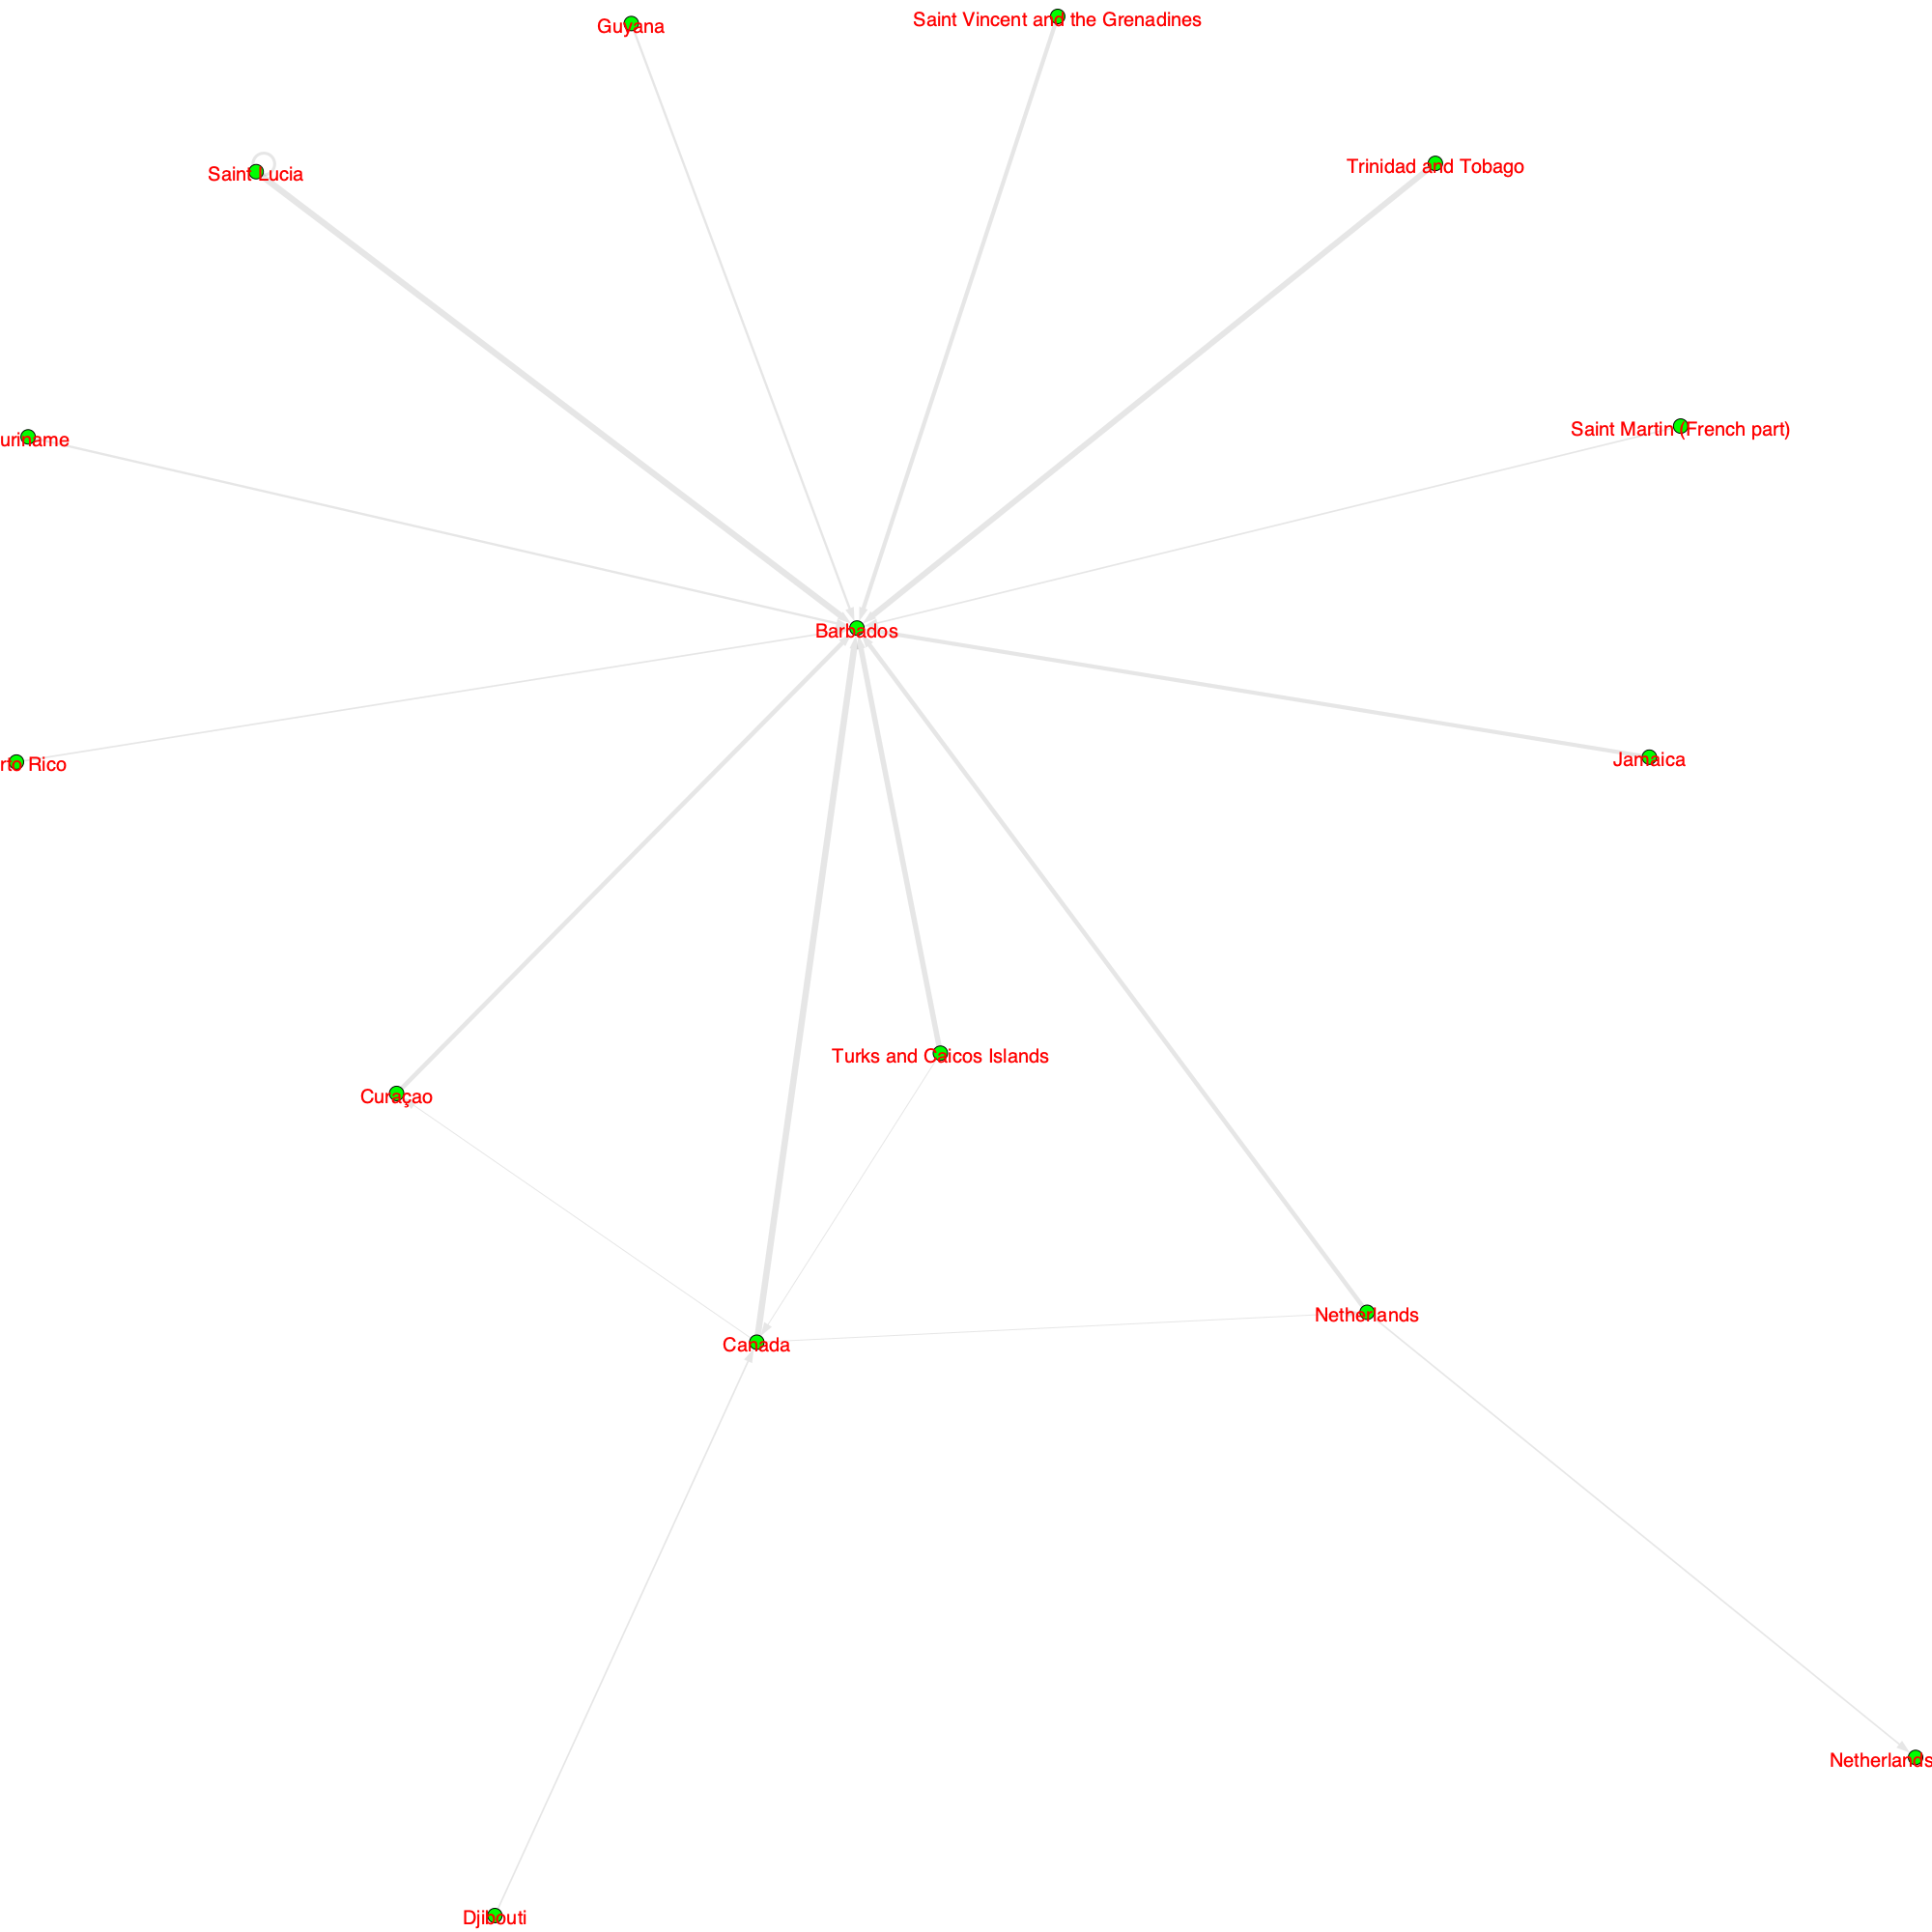 Saint Vincent and the Grenadines
Guyana
Trinidad and Tobago
Saint Lucia
Saint Martin (French part)
uriname
Barbados
Jamaica
rto Rico
Turks and Caicos Islands
Curaçao
Netherlands
Canada
Netherlands
Djibouti